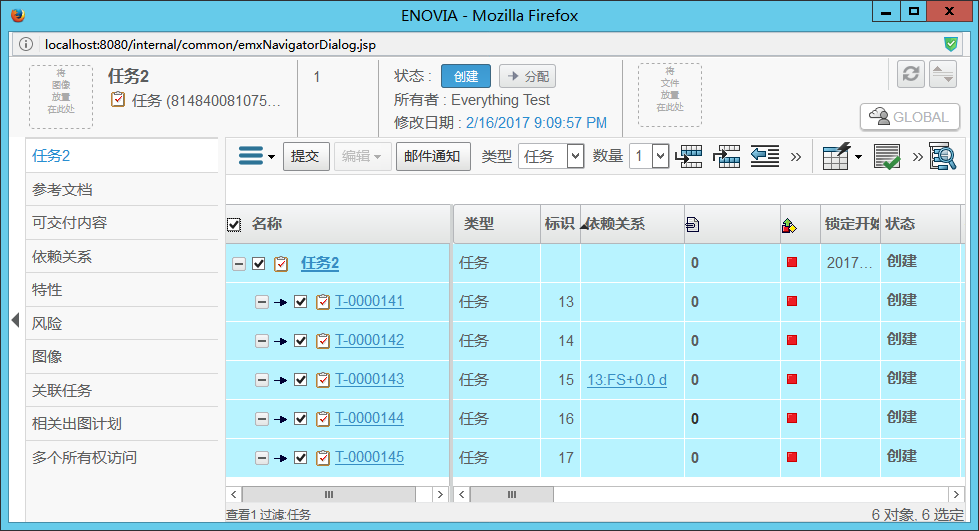 ENOVIA - Mozilla Firefox
localhost:8080/internal/common/emxNavigatorDialog.jsp
将
图像
放置
在此处
任务2
任务 (814840081075...
1
状态 : 创建 分配
所有者 : Everything Test
修改日期 : 2/16/2017 9:09:57 PM
将
文件
放置
在此处
GLOBAL
任务2
参考文档
可交付内容
依赖关系
特性
风险
图像
关联任务
相关出图计划
多个所有权访问
提交 编辑 邮件通知 类型 任务 数量 1 » »
名称 类型 标识 依赖关系 锁定开始 状态
任务2 任务 0 2017... 创建
T-0000141 任务 13 0 创建
T-0000142 任务 14 0 创建
T-0000143 任务 15 13:FS+0.0 d 0 创建
T-0000144 任务 16 0 创建
T-0000145 任务 17 0 创建
查看1 过滤:任务 6 对象, 6 选定